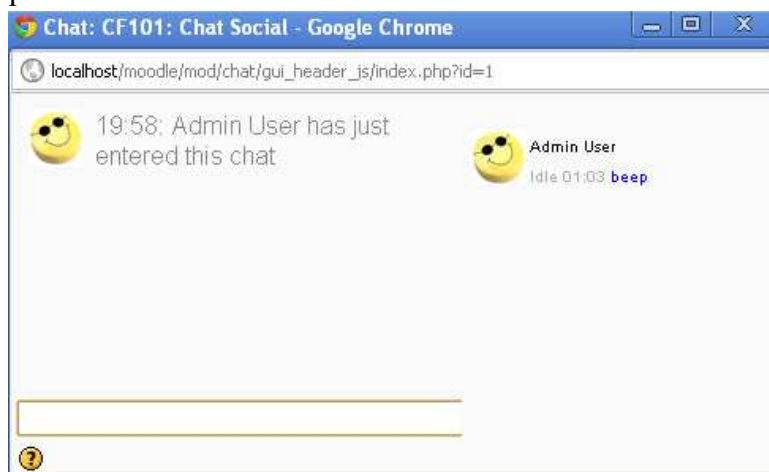 Chat: CF101: Chat Social - Google Chrome
localhost/moodle/mod/chat/gui_header_js/index.php?id=1
19:58: Admin User has just
entered this chat
Admin User
Idle 01:03 beep
?